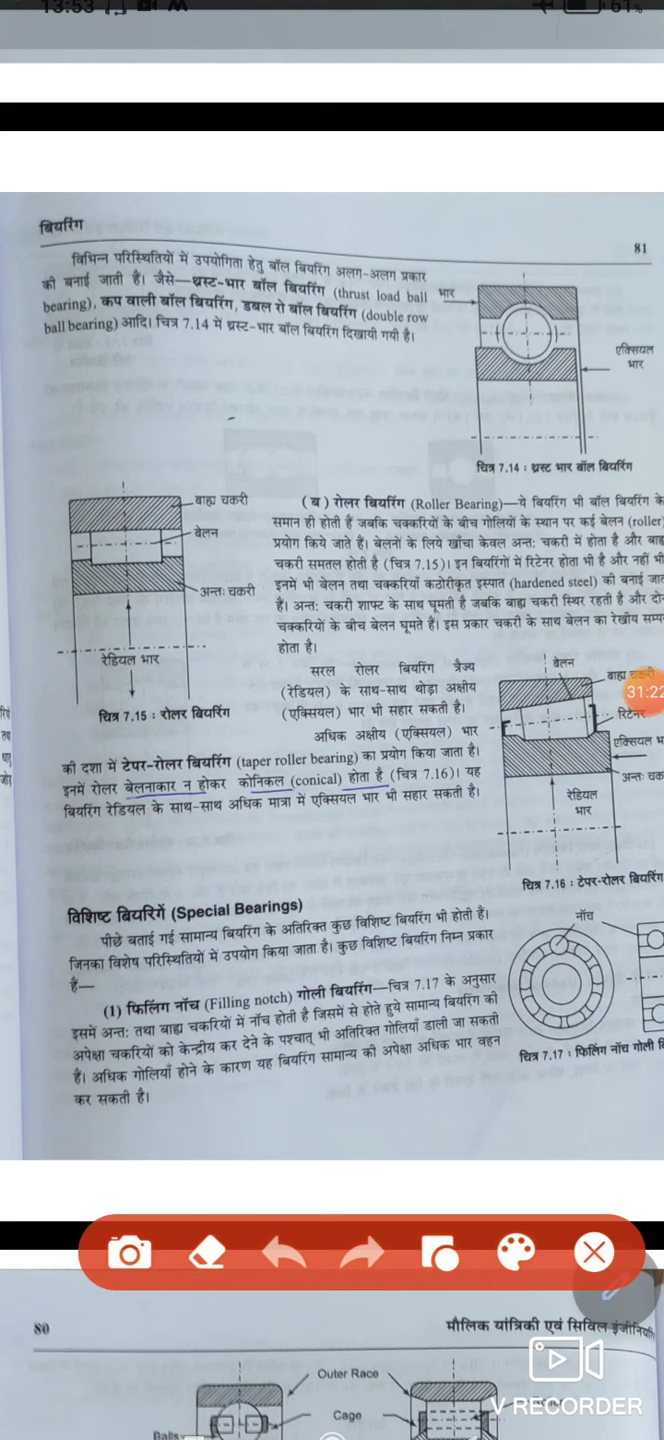 13:53
61%
बियरिंग
81
विभिन्न परिस्थितियों में उपयोगिता हेतु बॉल बियरिंग अलग-अलग प्रकार
की बनाई जाती हैं। जैसे—थ्रस्ट-भार बॉल बियरिंग (thrust load ball
bearing), कप वाली बॉल बियरिंग, डबल रो बॉल बियरिंग (double row
ball bearing) आदि। चित्र 7.14 में थ्रस्ट-भार बॉल बियरिंग दिखायी गयी है।
भार
एक्सियल
भार
चित्र 7.14 : थ्रस्ट भार बॉल बियरिंग
बाह्य चकरी
बेलन
अन्तः चकरी
रेडियल भार
चित्र 7.15 : रोलर बियरिंग
(ब) रोलर बियरिंग (Roller Bearing)—ये बियरिंग भी बॉल बियरिंग के
समान ही होती हैं जबकि चक्करियों के बीच गोलियों के स्थान पर कई बेलन (roller)
प्रयोग किये जाते हैं। बेलनों के लिये खाँचा केवल अन्तः चकरी में होता है और
चकरी समतल होती है (चित्र 7.15)। इन बियरिंगों में रिटेनर होता भी है और नहीं भी
इनमें भी बेलन तथा चक्करियाँ कठोरीकृत इस्पात (hardened steel) की बनाई
हैं। अन्तः चकरी शाफ्ट के साथ घूमती है जबकि बाह्य चकरी स्थिर रहती है और
चक्करियों के बीच बेलन घूमते हैं। इस प्रकार चकरी के साथ बेलन का रेखीय
होता है।
सरल रोलर बियरिंग त्रैज्य
(रेडियल) के साथ-साथ थोड़ा अक्षीय
(एक्सियल) भार भी सहार सकती है।
अधिक अक्षीय (एक्सियल) भार
की दशा में टेपर-रोलर बियरिंग (taper roller bearing) का प्रयोग किया जाता है।
इनमें रोलर बेलनाकार न होकर कोनिकल (conical) होता है (चित्र 7.16)। यह
बियरिंग रेडियल के साथ-साथ अधिक मात्रा में एक्सियल भार भी सहार सकती है।
बेलन
बाह्य
31:22
रिटेनर
एक्सियल
अन्तः
रेडियल
भार
चित्र 7.16 : टेपर-रोलर बियरिंग
विशिष्ट बियरिगें (Special Bearings)
पीछे बताई गई सामान्य बियरिंग के अतिरिक्त कुछ विशिष्ट बियरिंग भी होती हैं।
जिनका विशेष परिस्थितियों में उपयोग किया जाता है। कुछ विशिष्ट बियरिंग निम्न प्रकार
हैं—
(1) फिलिंग नॉच (Filling notch) गोली बियरिंग—चित्र 7.17 के अनुसार
इसमें अन्तः तथा बाह्य चकरियों में नॉच होती है जिसमें से होते हुये सामान्य बियरिंग की
अपेक्षा चकरियों को केन्द्रीय कर देने के पश्चात् भी अतिरिक्त गोलियाँ डाली जा सकती
हैं। अधिक गोलियाँ होने के कारण यह बियरिंग सामान्य की अपेक्षा अधिक भार वहन
कर सकती है।
नॉच
चित्र 7.17 : फिलिंग नॉच गोली
80
मौलिक यांत्रिकी एवं सिविल
Outer Race
Cage
Balls
V RECORDER